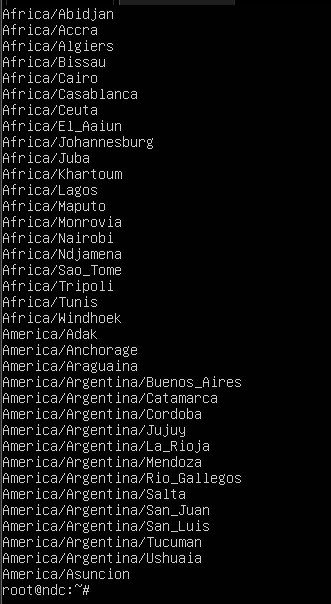 Africa/Abidjan
Africa/Accra
Africa/Algiers
Africa/Bissau
Africa/Cairo
Africa/Casablanca
Africa/Ceuta
Africa/El_Aaiun
Africa/Johannesburg
Africa/Juba
Africa/Khartoum
Africa/Lagos
Africa/Maputo
Africa/Monrovia
Africa/Nairobi
Africa/Ndjamena
Africa/Sao_Tome
Africa/Tripoli
Africa/Tunis
Africa/Windhoek
America/Adak
America/Anchorage
America/Araguaina
America/Argentina/Buenos_Aires
America/Argentina/Catamarca
America/Argentina/Cordoba
America/Argentina/Jujuy
America/Argentina/La_Rioja
America/Argentina/Mendoza
America/Argentina/Rio_Gallegos
America/Argentina/Salta
America/Argentina/San_Juan
America/Argentina/San_Luis
America/Argentina/Tucuman
America/Argentina/Ushuaia
America/Asuncion
root@ndc:~#